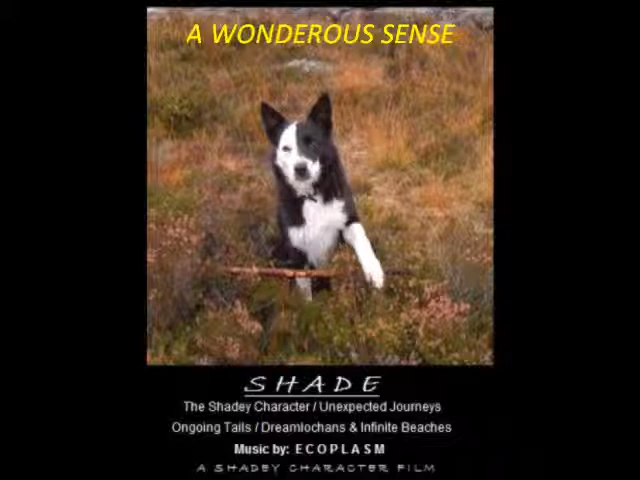 A WONDEROUS SENSE
SHADE
The Shadey Character / Unexpected Journeys
Ongoing Tails / Dreamlochans & Infinite Beaches
Music by: ECOPLASM
A SHADEY CHARACTER FILM